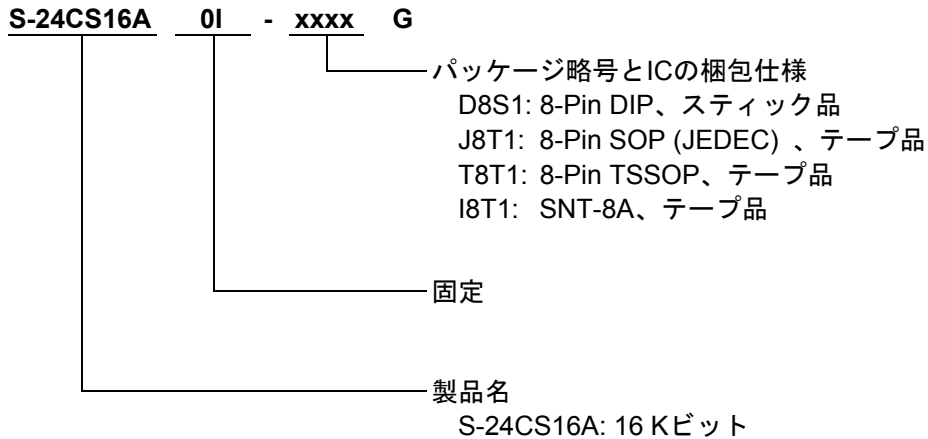 S-24CS16A 0I - xxxx G
パッケージ略号とICの梱包仕様
D8S1: 8-Pin DIP、スティック品
J8T1: 8-Pin SOP (JEDEC) 、テープ品
T8T1: 8-Pin TSSOP、テープ品
I8T1: SNT-8A、テープ品
固定
製品名
S-24CS16A: 16 Kビット